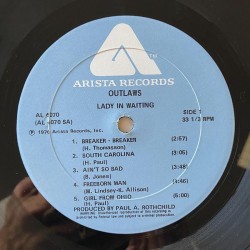 ARISTA RECORDS
OUTLAWS
LADY IN WAITING
AL 4070
(AL 4070 SA)
SIDE 1
33 1/3 RPM
℗ 1976 Arista Records, Inc.
1. BREAKER - BREAKER (2:57)
(H. Thomasson)
2. SOUTH CAROLINA (3:05)
(H. Paul)
3. AIN'T SO BAD (3:48)
(B. Jones)
4. FREEBORN MAN
(M. Lindsey-K. Allison)
5. GIRL FROM OHIO
(H. Paul)
PRODUCED BY PAUL A. ROTHCHILD